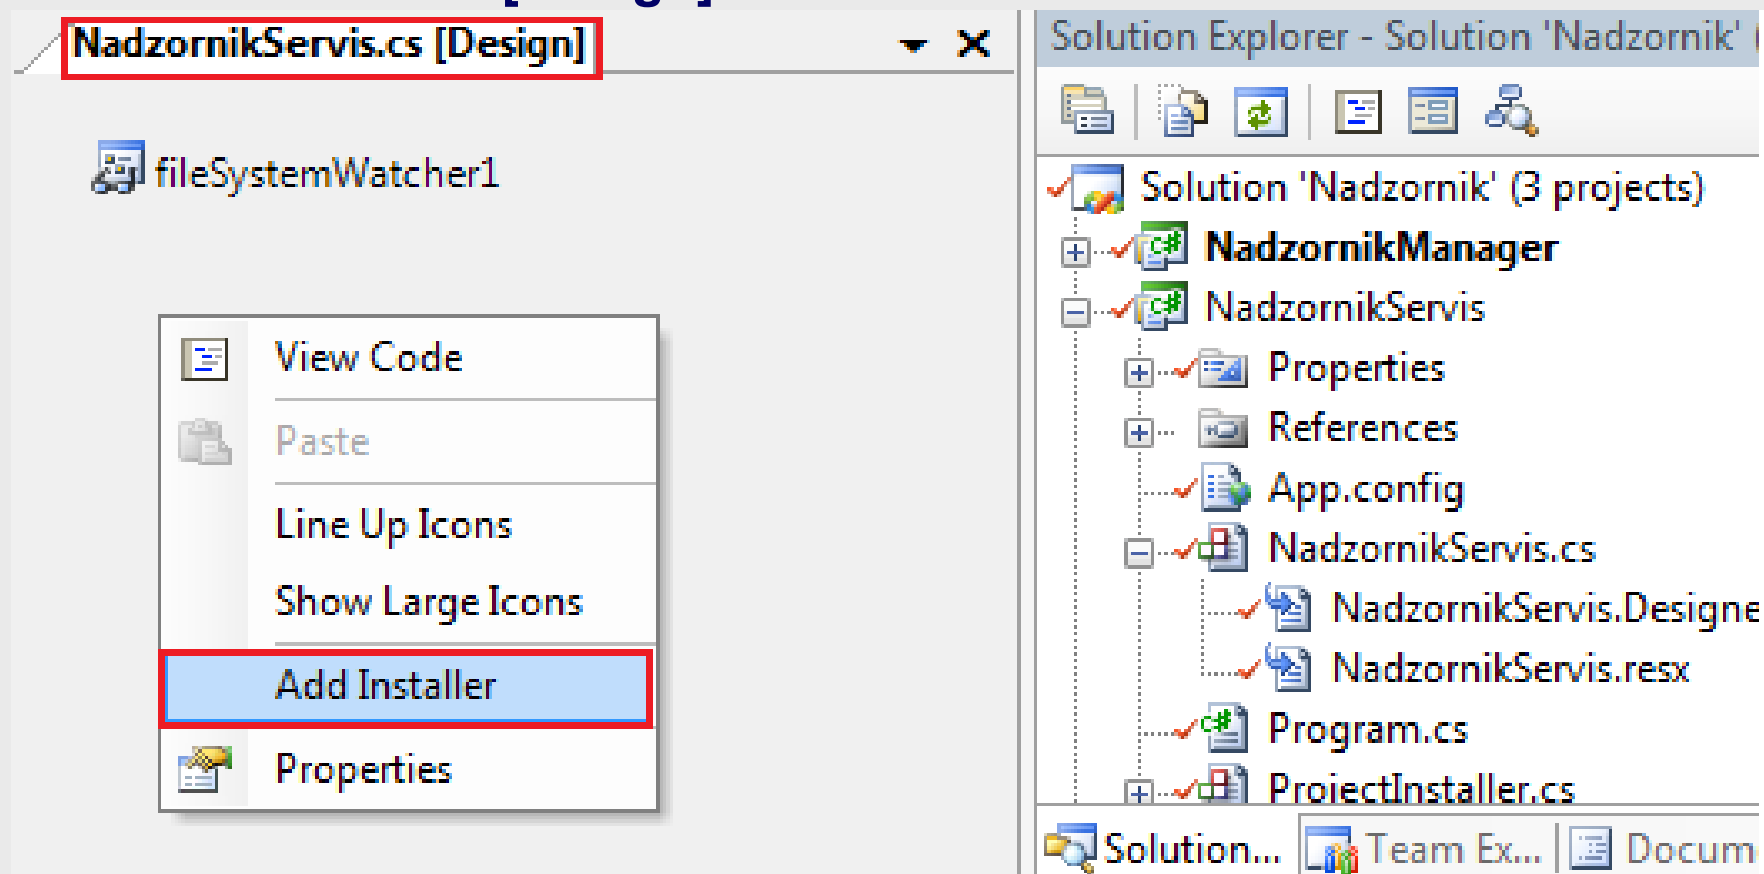 NadzornikServis.cs [Design]
fileSystemWatcher1
View Code
Paste
Line Up Icons
Show Large Icons
Add Installer
Properties
Solution Explorer - Solution 'Nadzornik' (
Solution 'Nadzornik' (3 projects)
NadzornikManager
NadzornikServis
Properties
References
App.config
NadzornikServis.cs
NadzornikServis.Designe
NadzornikServis.resx
Program.cs
ProjectInstaller.cs
Solution...
Team Ex...
Docum